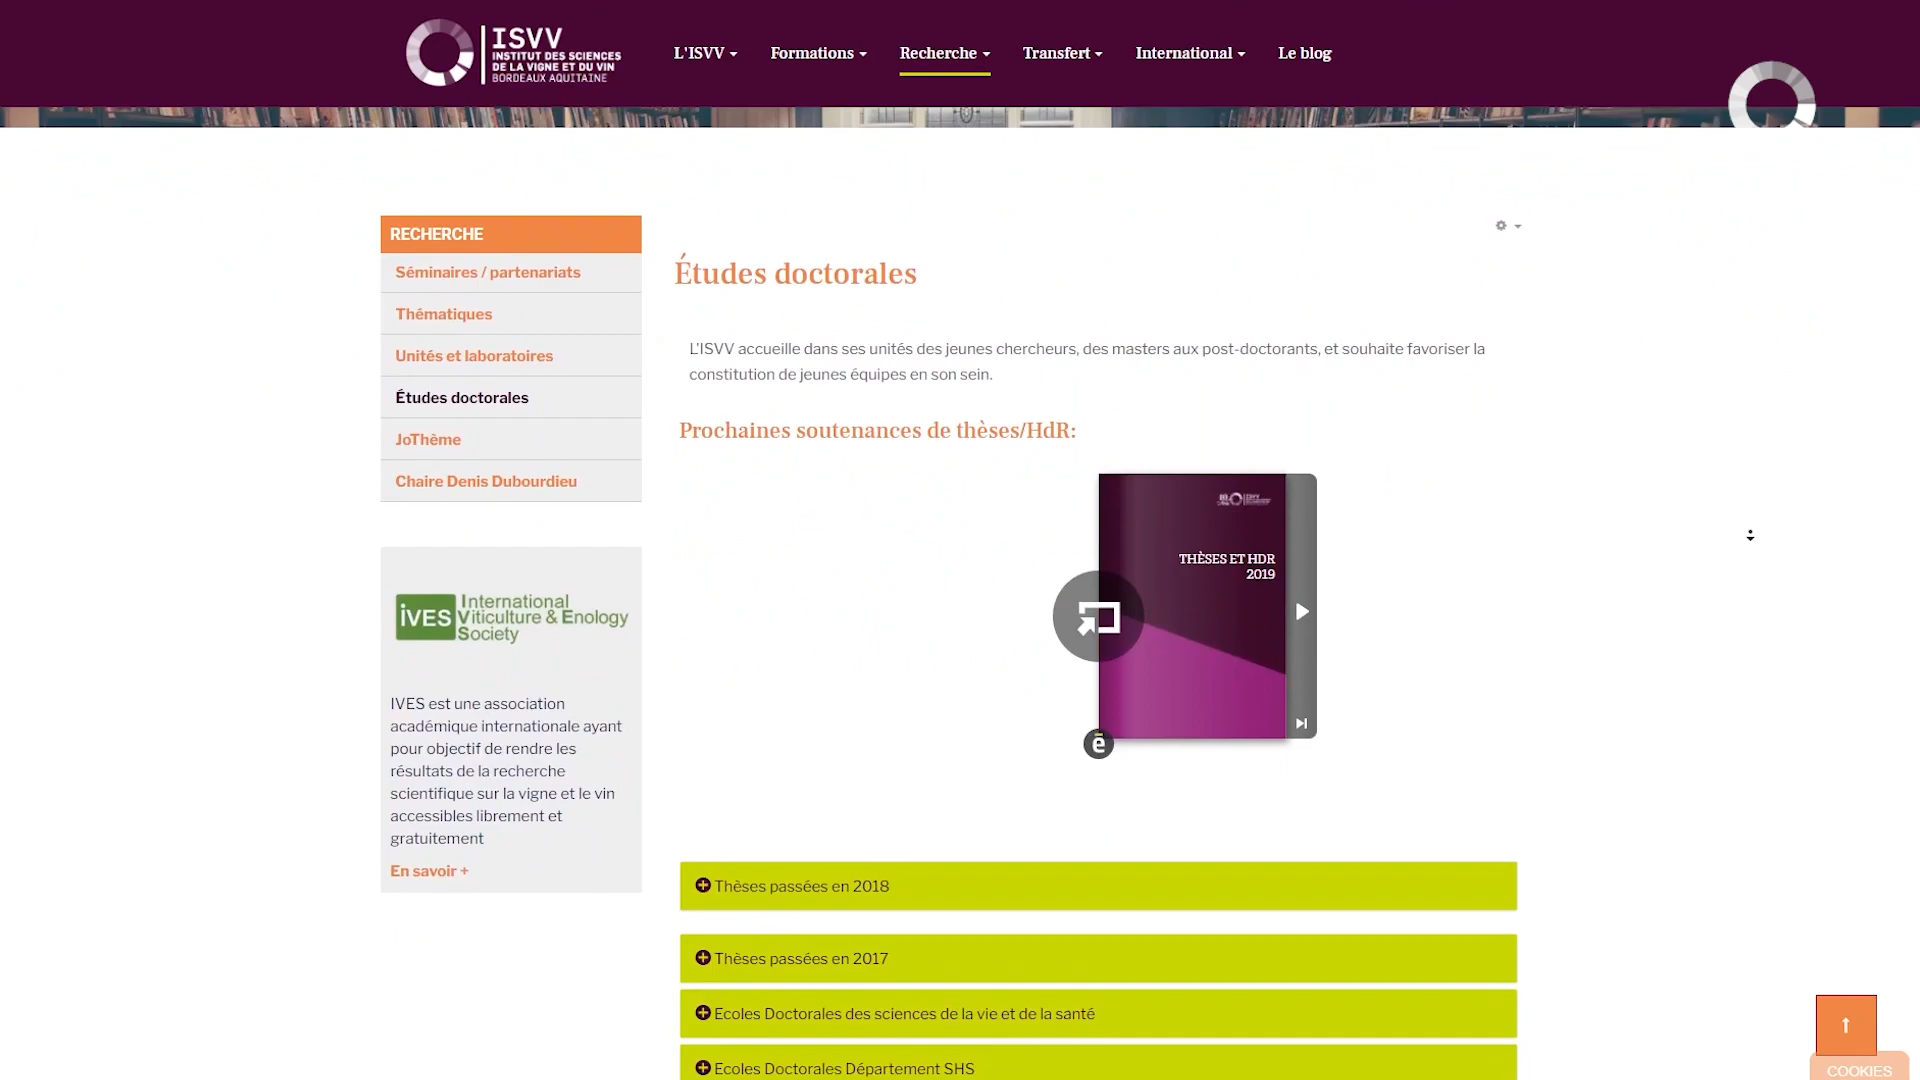 ISVV
INSTITUT DES SCIENCES
DE LA VIGNE ET DU VIN
BORDEAUX AQUITAINE
L'ISVV
Formations
Recherche
Transfert
International
Le blog
RECHERCHE
Séminaires / partenariats
Thématiques
Unités et laboratoires
Études doctorales
JoThème
Chaire Denis Dubourdieu
iVES International
Viticulture & Enology
Society
IVES est une association
académique internationale ayant
pour objectif de rendre les
résultats de la recherche
scientifique sur la vigne et le vin
accessibles librement et
gratuitement
En savoir +
Études doctorales
L'ISVV accueille dans ses unités des jeunes chercheurs, des masters aux post-doctorants, et souhaite favoriser la
constitution de jeunes équipes en son sein.
Prochaines soutenances de thèses/HdR:
ISVV
THÈSES ET HDR
2019
é
Thèses passées en 2018
Thèses passées en 2017
Ecoles Doctorales des sciences de la vie et de la santé
Ecoles Doctorales Département SHS
COOKIES